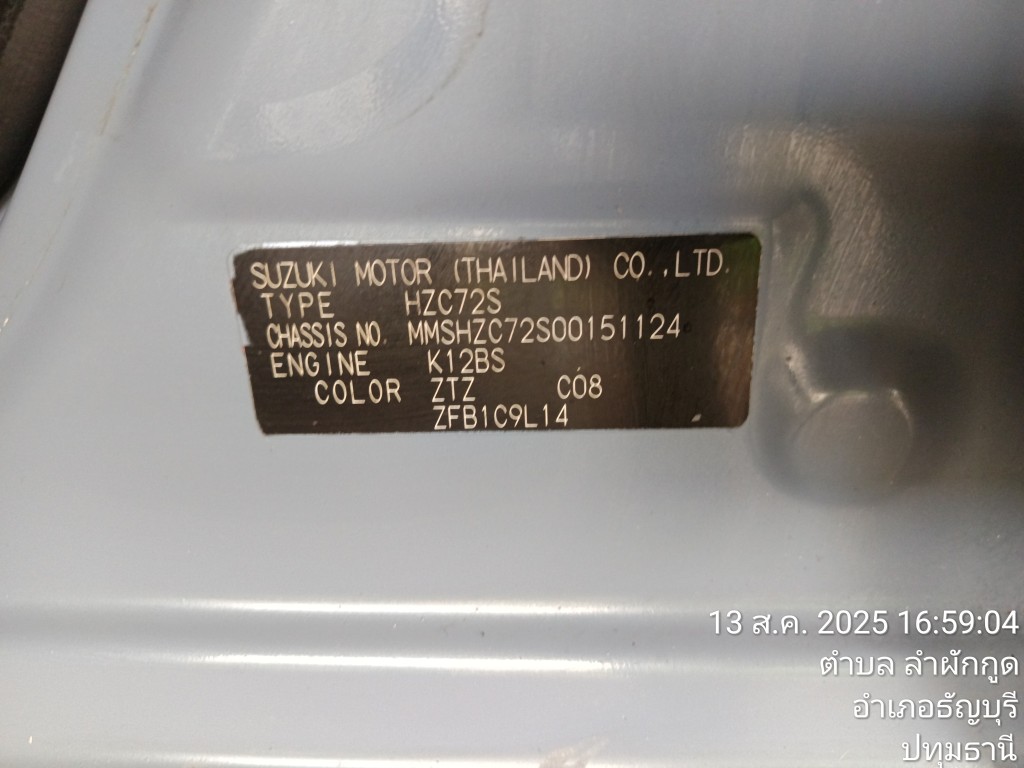 SUZUKI MOTOR (THAILAND) CO.,LTD.
TYPE HZC72S
CHASSIS NO. MMSHZC72S00151124
ENGINE K12BS
COLOR ZTZ C08
ZFB1C9L14
13 ส.ค. 2025 16:59:04
ตำบล ลำผักกูด
อำเภอธัญบุรี
ปทุมธานี